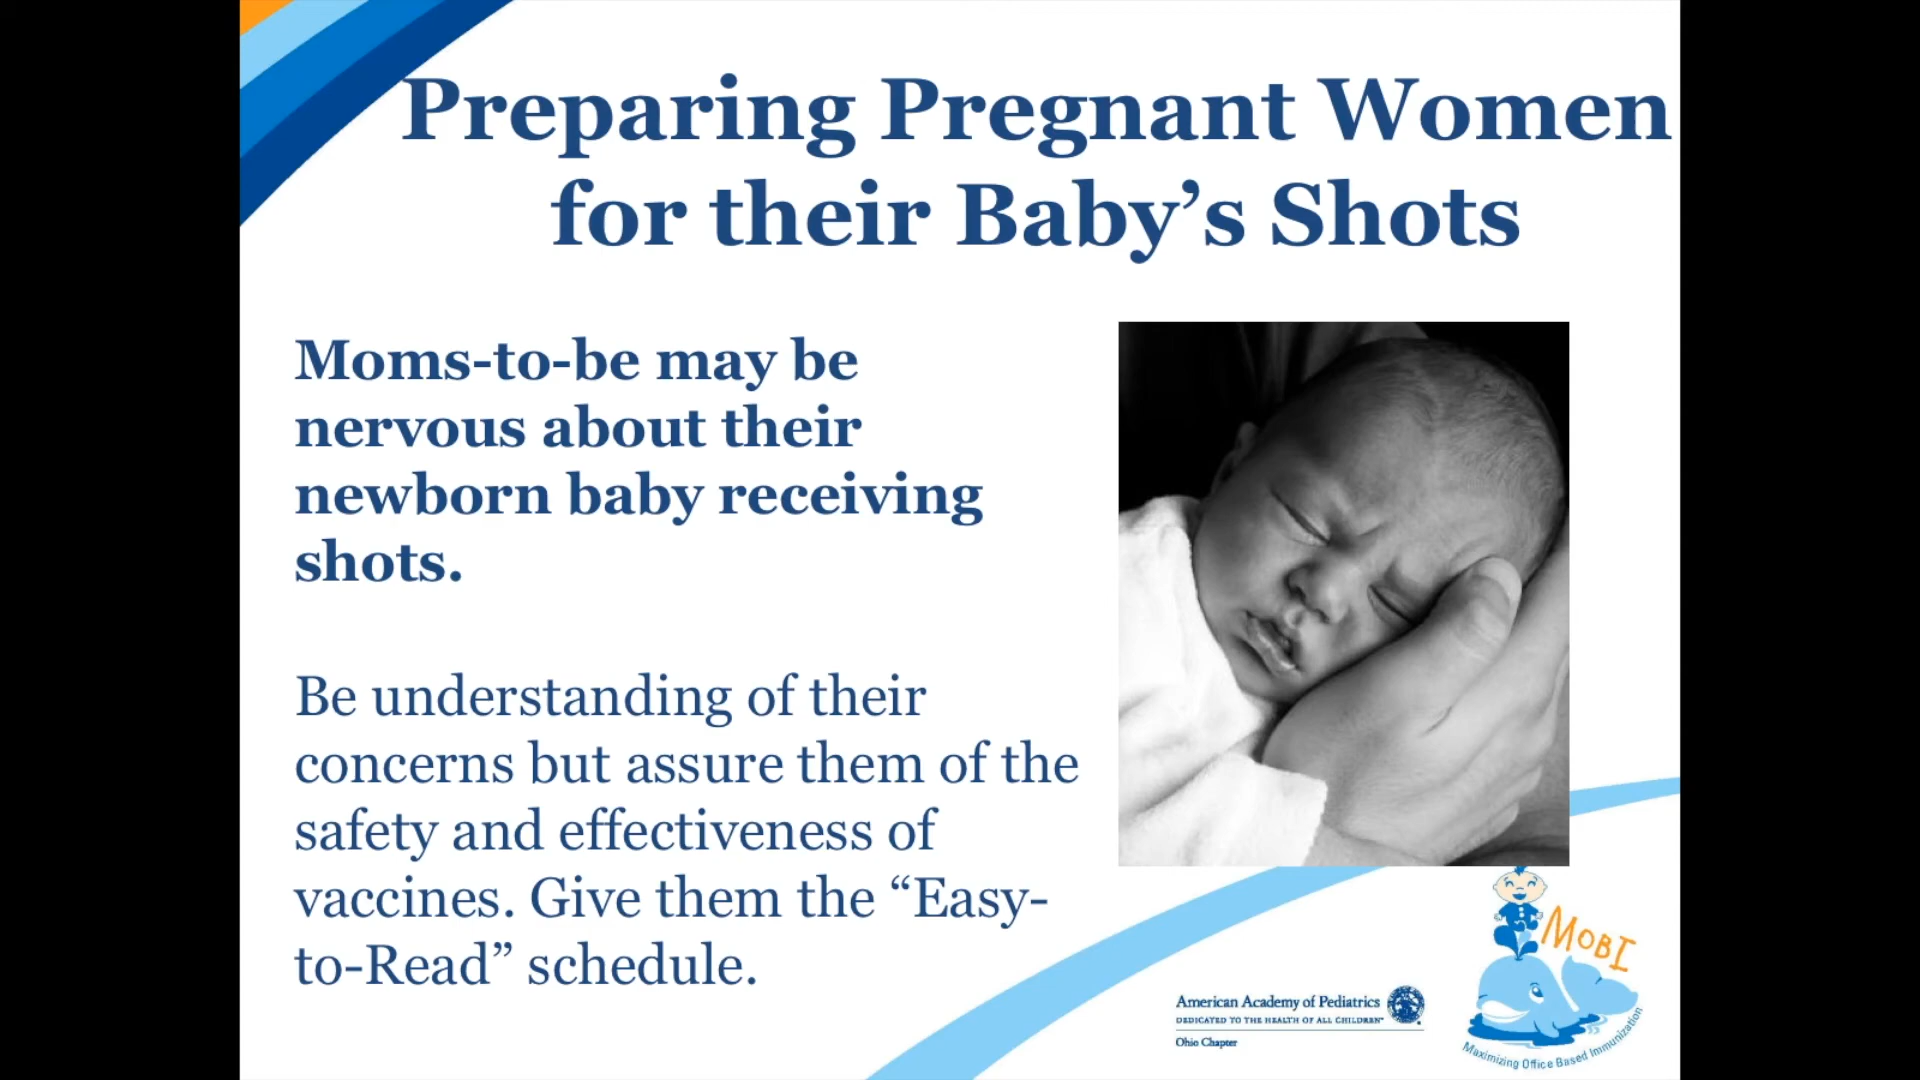 Preparing Pregnant Women
for their Baby’s Shots
Moms-to-be may be
nervous about their
newborn baby receiving
shots.
Be understanding of their
concerns but assure them of the
safety and effectiveness of
vaccines. Give them the “Easy-
to-Read” schedule.
American Academy of Pediatrics
DEDICATED TO THE HEALTH OF ALL CHILDREN™
Ohio Chapter
MOBI
Maximizing Office Based Immunization